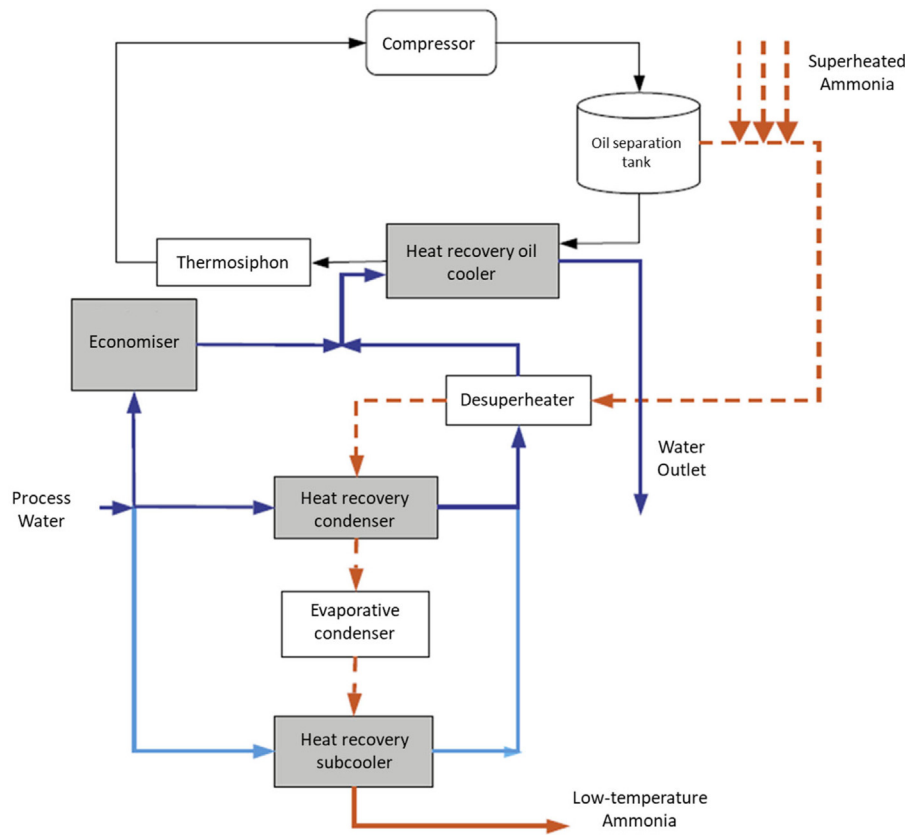 Compressor
Superheated
Ammonia
Oil separation
tank
Heat recovery oil
cooler
Thermosiphon
Economiser
Desuperheater
Water
Outlet
Process
Water
Heat recovery
condenser
Evaporative
condenser
Heat recovery
subcooler
Low-temperature
Ammonia